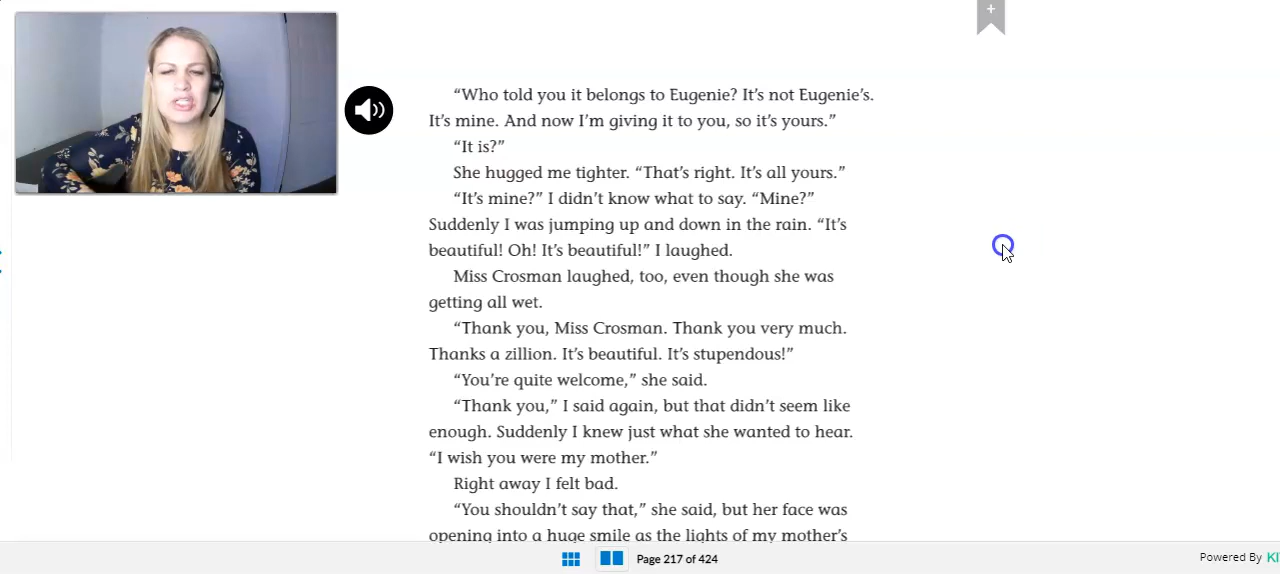 +
“Who told you it belongs to Eugenie? It’s not Eugenie’s.
It’s mine. And now I’m giving it to you, so it’s yours.”
“It is?”
She hugged me tighter. “That’s right. It’s all yours.”
“It’s mine?” I didn’t know what to say. “Mine?”
Suddenly I was jumping up and down in the rain. “It’s
beautiful! Oh! It’s beautiful!” I laughed.
Miss Crosman laughed, too, even though she was
getting all wet.
“Thank you, Miss Crosman. Thank you very much.
Thanks a zillion. It’s beautiful. It’s stupendous!”
“You’re quite welcome,” she said.
“Thank you,” I said again, but that didn’t seem like
enough. Suddenly I knew just what she wanted to hear.
“I wish you were my mother.”
Right away I felt bad.
“You shouldn’t say that,” she said, but her face was
opening into a huge smile as the lights of my mother’s
Page 217 of 424
Powered By